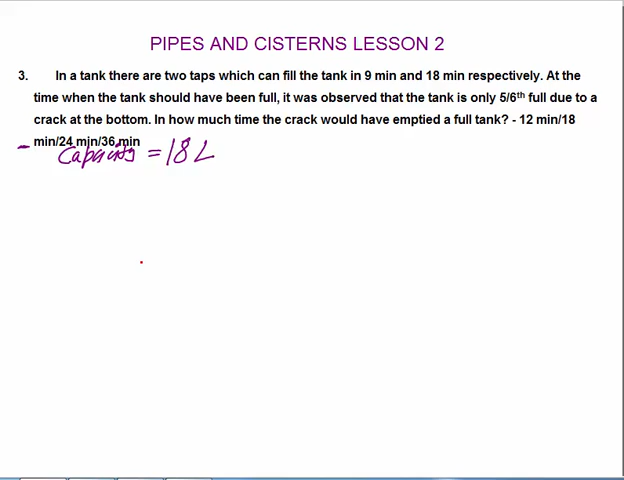 PIPES AND CISTERNS LESSON 2
3. In a tank there are two taps which can fill the tank in 9 min and 18 min respectively. At the
time when the tank should have been full, it was observed that the tank is only 5/6th full due to a
crack at the bottom. In how much time the crack would have emptied a full tank? - 12 min/18
min/24 min/36 min
- Capacity = 18 L